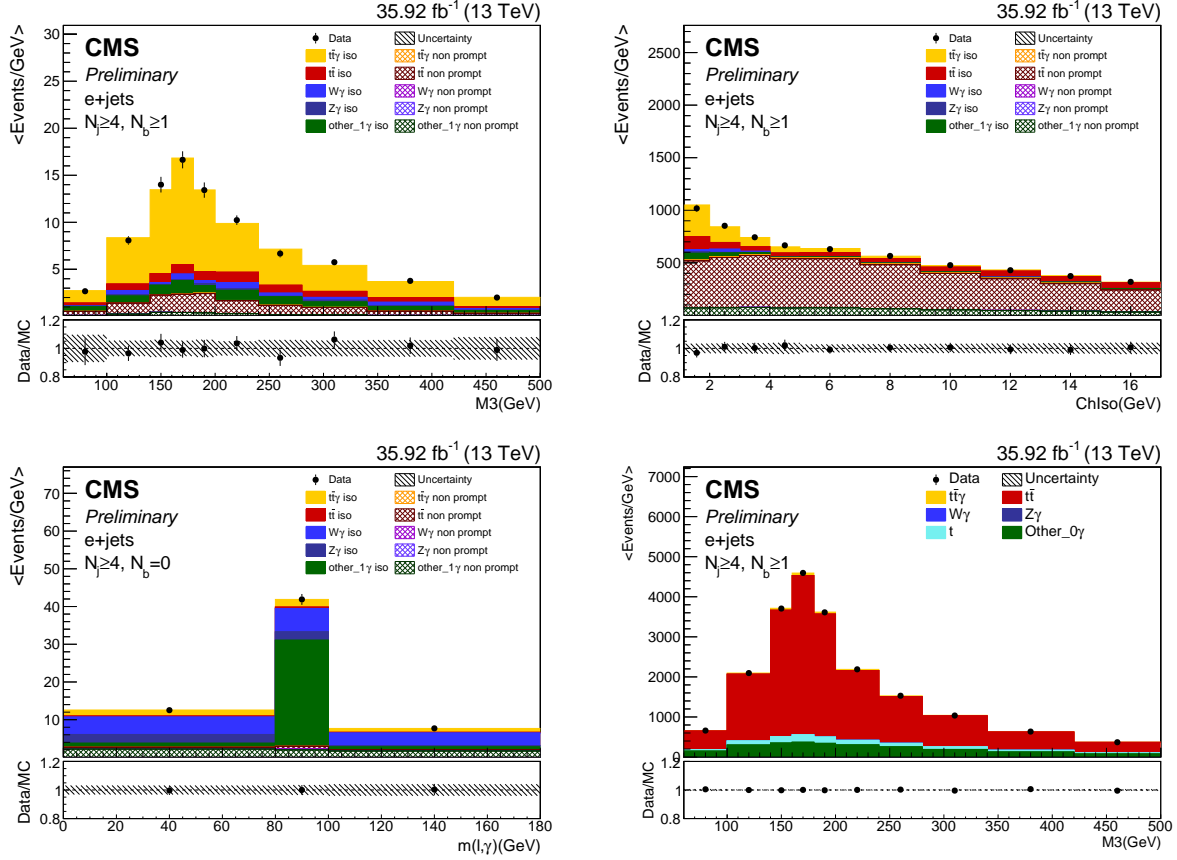 35.92 fb⁻¹ (13 TeV)
<Events/GeV>
30
25
20
15
10
5
CMS
Preliminary
e+jets
N_j≥4, N_b≥1
Data
Uncertainty
tt̄γ iso
tt̄γ non prompt
tt̄ iso
tt̄ non prompt
Wγ iso
Wγ non prompt
Zγ iso
Zγ non prompt
other_1γ iso
other_1γ non prompt
Data/MC
1.2
1
0.8
100 150 200 250 300 350 400 450 500
M3(GeV)
35.92 fb⁻¹ (13 TeV)
<Events/GeV>
2500
2000
1500
1000
500
CMS
Preliminary
e+jets
N_j≥4, N_b≥1
Data
Uncertainty
tt̄γ iso
tt̄γ non prompt
tt̄ iso
tt̄ non prompt
Wγ iso
Wγ non prompt
Zγ iso
Zγ non prompt
other_1γ iso
other_1γ non prompt
Data/MC
1.2
1
0.8
2 4 6 8 10 12 14 16
ChIso(GeV)
35.92 fb⁻¹ (13 TeV)
<Events/GeV>
70
60
50
40
30
20
10
0
CMS
Preliminary
e+jets
N_j≥4, N_b=0
Data
Uncertainty
tt̄γ iso
tt̄γ non prompt
tt̄ iso
tt̄ non prompt
Wγ iso
Wγ non prompt
Zγ iso
Zγ non prompt
other_1γ iso
other_1γ non prompt
Data/MC
1.2
1
0.8
0 20 40 60 80 100 120 140 160 180
m(l,γ)(GeV)
35.92 fb⁻¹ (13 TeV)
<Events/GeV>
7000
6000
5000
4000
3000
2000
1000
0
CMS
Preliminary
e+jets
N_j≥4, N_b≥1
Data
Uncertainty
tt̄γ
tt̄
Wγ
Zγ
t
Other_0γ
Data/MC
1.2
1
0.8
100 150 200 250 300 350 400 450 500
M3(GeV)